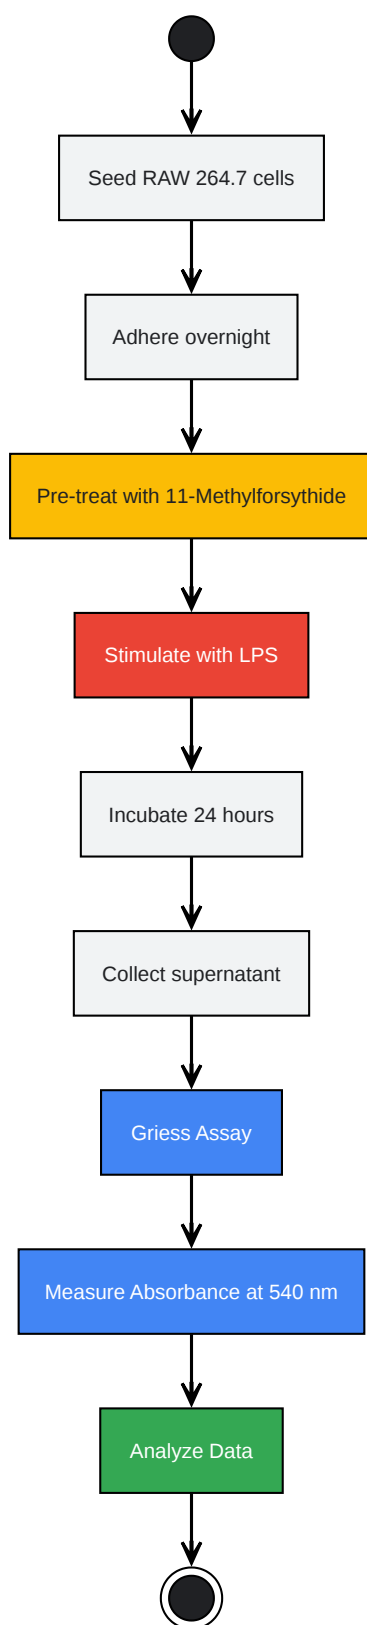 Seed RAW 264.7 cells
Adhere overnight
Pre-treat with 11-Methylforsythide
Stimulate with LPS
Incubate 24 hours
Collect supernatant
Griess Assay
Measure Absorbance at 540 nm
Analyze Data